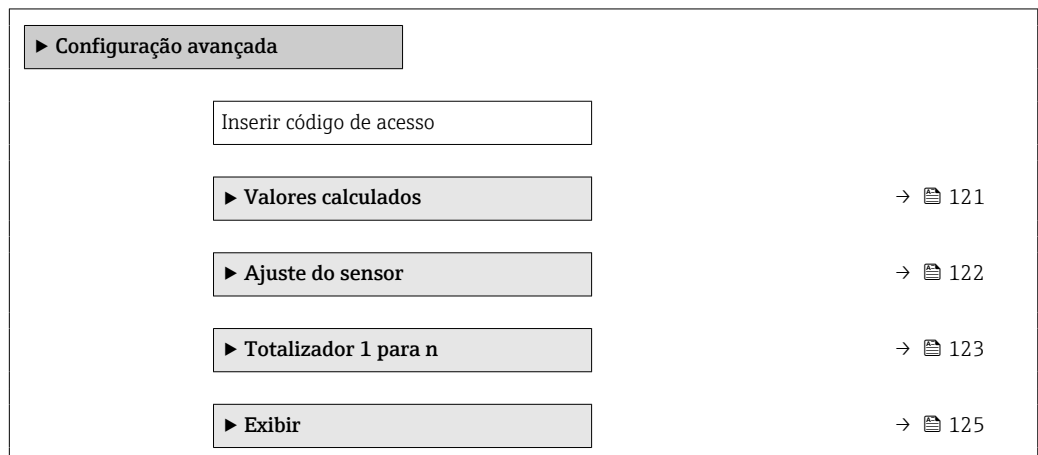 ▶ Configuração avançada
Inserir código de acesso
▶ Valores calculados → 121
▶ Ajuste do sensor → 122
▶ Totalizador 1 para n → 123
▶ Exibir → 125